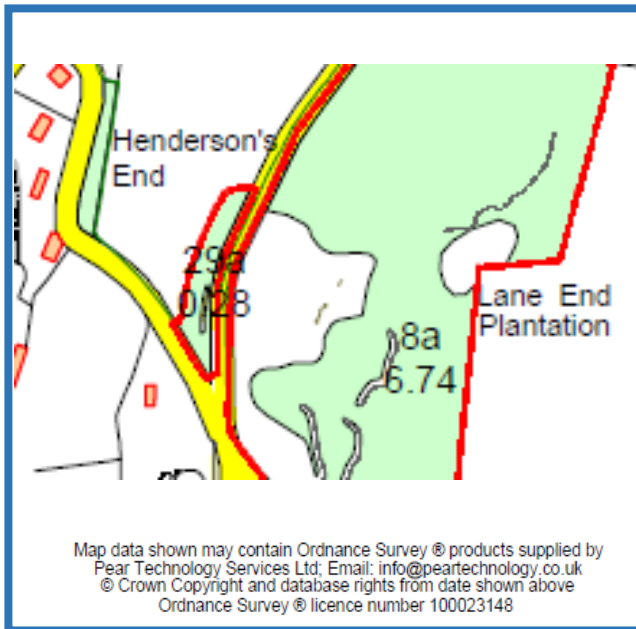 Henderson's
End
29a
0.28
Lane End
Plantation
8a
6.74
Map data shown may contain Ordnance Survey ® products supplied by
Pear Technology Services Ltd; Email: info@peartechnology.co.uk
© Crown Copyright and database rights from date shown above
Ordnance Survey ® licence number 100023148